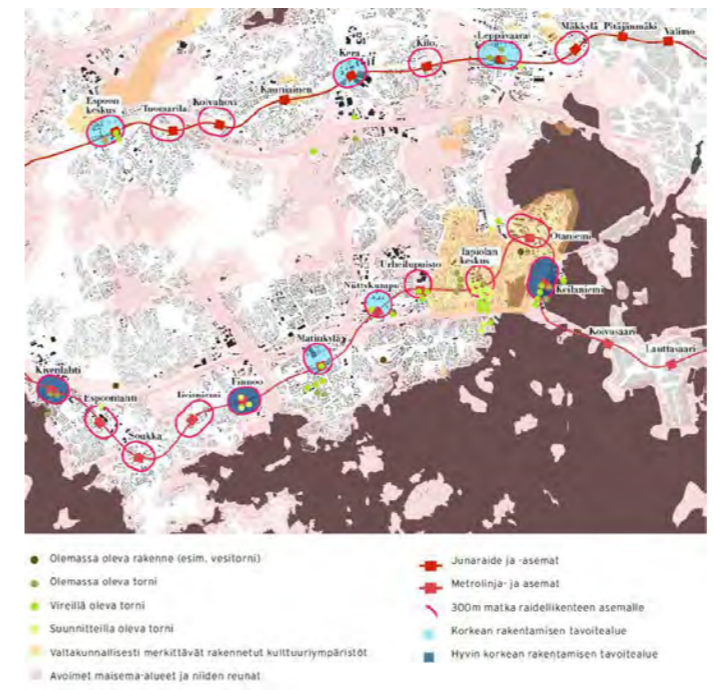 Mäkkylä Pitäjänmäki Valimo
Leppävaara
Kilo
Kera
Kauniainen
Koivuhovi
Tuomarila
Espoon
keskus
Otaniemi
Tapiolan
keskus
Urheilupuisto
Niittykumpu
Keilaniemi
Koivusaari
Lauttasaari
Matinkylä
Finnoo
Kivenlahti
Espoonlahti
Soukka
Olemassa oleva rakenne (esim. vesitorni)
Olemassa oleva torni
Vireillä oleva torni
Suunnitteilla oleva torni
Valtakunnallisesti merkittävät rakennetut kulttuuriympäristöt
Avoimet maisema-alueet ja niiden reunat
Junaraide ja -asemat
Metrolinja- ja asemat
300m matka raideliikenteen asemalle
Korkean rakentamisen tavoitealue
Hyvin korkean rakentamisen tavoitealue